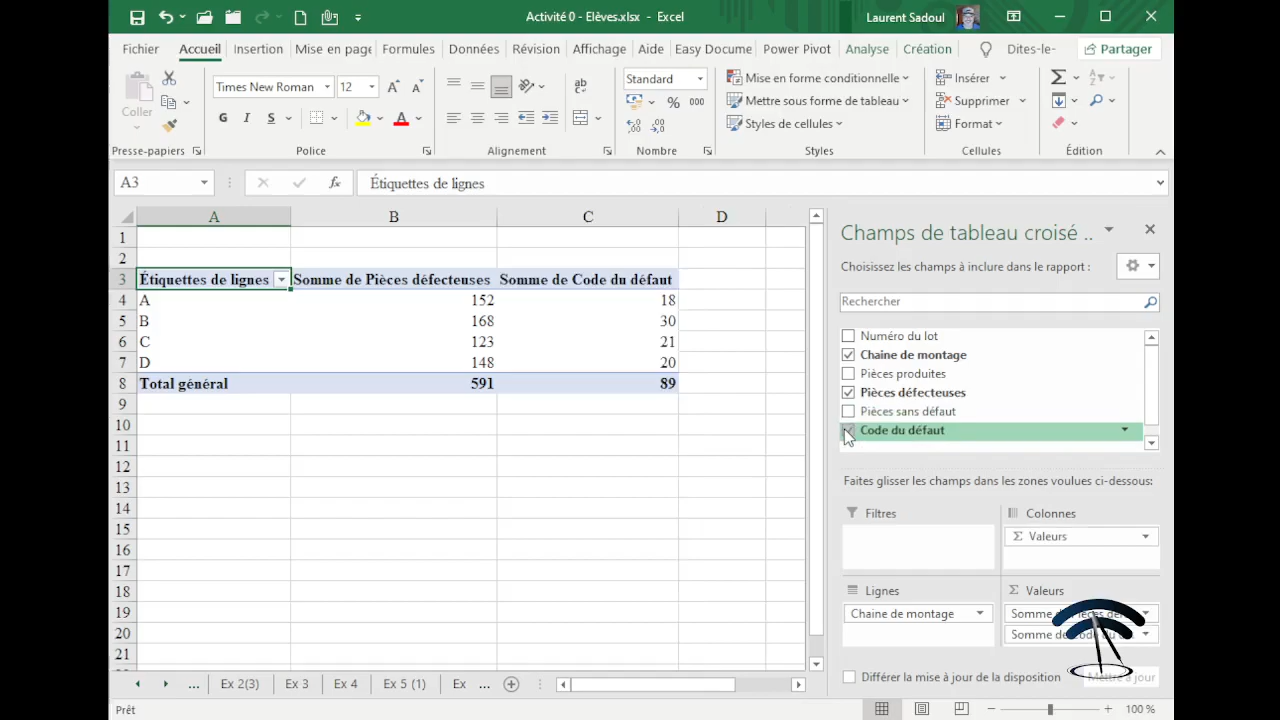 Activité 0 - Elèves.xlsx - Excel
Laurent Sadoul
Fichier Accueil Insertion Mise en page Formules Données Révision Affichage Aide Easy Docume Power Pivot Analyse Création Dites-le- Partager
Coller
Times New Roman 12
Standard
G I S
% 000
Mise en forme conditionnelle
Mettre sous forme de tableau
Styles de cellules
Insérer
Supprimer
Format
Presse-papiers Police Alignement Nombre Styles Cellules Édition
A3 fx Étiquettes de lignes
A B C D
1
2
3 Étiquettes de lignes Somme de Pièces défecteuses Somme de Code du défaut
4 A 152 18
5 B 168 30
6 C 123 21
7 D 148 20
8 Total général 591 89
9
10
11
12
13
14
15
16
17
18
19
20
21
Champs de tableau croisé ..
Choisissez les champs à inclure dans le rapport :
Rechercher
Numéro du lot
Chaine de montage
Pièces produites
Pièces défecteuses
Pièces sans défaut
Code du défaut
Faites glisser les champs dans les zones voulues ci-dessous:
Filtres
Colonnes
Σ Valeurs
Lignes
Σ Valeurs
Chaine de montage
Somme de Pièces
Somme de
Différer la mise à jour de la disposition
Mettre à jour
... Ex 2(3) Ex 3 Ex 4 Ex 5 (1) Ex ...
Prêt
100 %